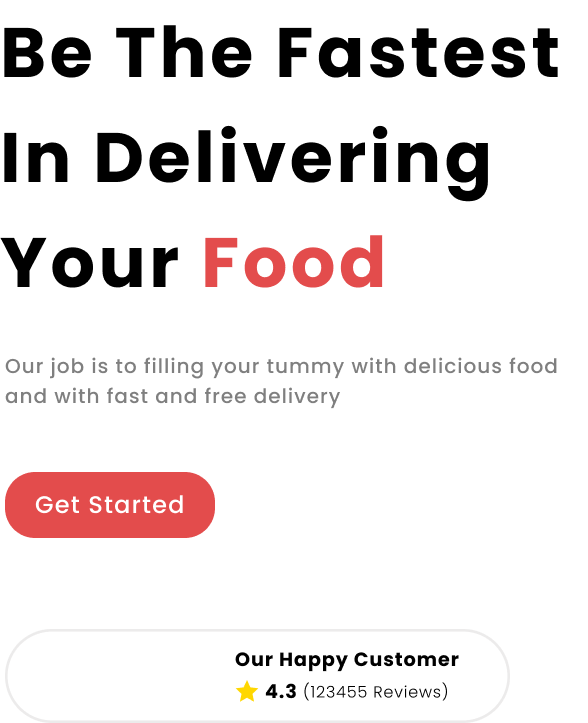 Be The Fastest
In Delivering
Your Food
Our job is to filling your tummy with delicious food
and with fast and free delivery
Get Started
Our Happy Customer
4.3 (123455 Reviews)